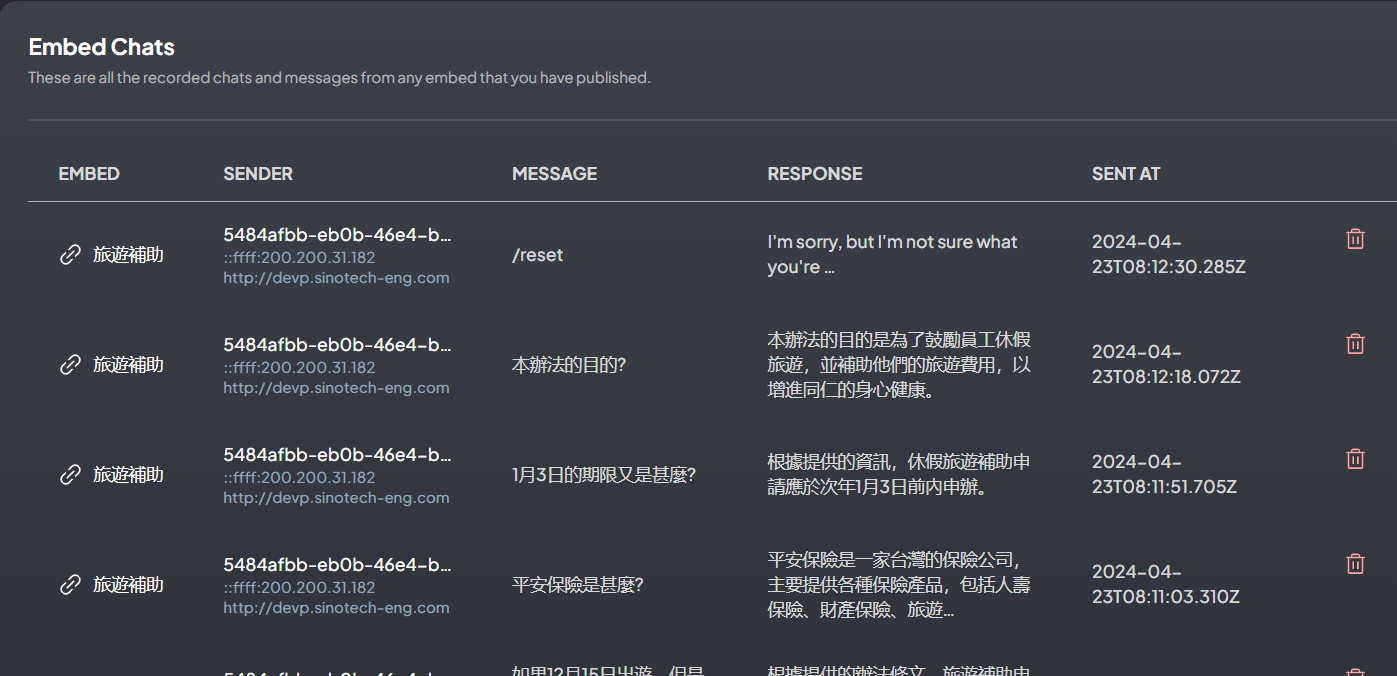 Embed Chats
These are all the recorded chats and messages from any embed that you have published.
EMBED SENDER MESSAGE RESPONSE SENT AT
旅遊補助
5484afbb-eb0b-46e4-b...
::ffff:200.200.31.182
http://devp.sinotech-eng.com
/reset
I'm sorry, but I'm not sure what
you're ...
2024-04-
23T08:12:30.285Z
旅遊補助
5484afbb-eb0b-46e4-b...
::ffff:200.200.31.182
http://devp.sinotech-eng.com
本辦法的目的?
本辦法的目的是為了鼓勵員工休假
旅遊，並補助他們的旅遊費用，以
增進同仁的身心健康。
2024-04-
23T08:12:18.072Z
旅遊補助
5484afbb-eb0b-46e4-b...
::ffff:200.200.31.182
http://devp.sinotech-eng.com
1月3日的期限又是甚麼?
根據提供的資訊，休假旅遊補助申
請應於次年1月3日前內申辦。
2024-04-
23T08:11:51.705Z
旅遊補助
5484afbb-eb0b-46e4-b...
::ffff:200.200.31.182
http://devp.sinotech-eng.com
平安保險是甚麼?
平安保險是一家台灣的保險公司，
主要提供各種保險產品，包括人壽
保險、財產保險、旅遊...
2024-04-
23T08:11:03.310Z
5484afbb-eb0b-46e4-b...
如果12月15日出遊，但是
根據提供的辦法條文，旅遊補助申